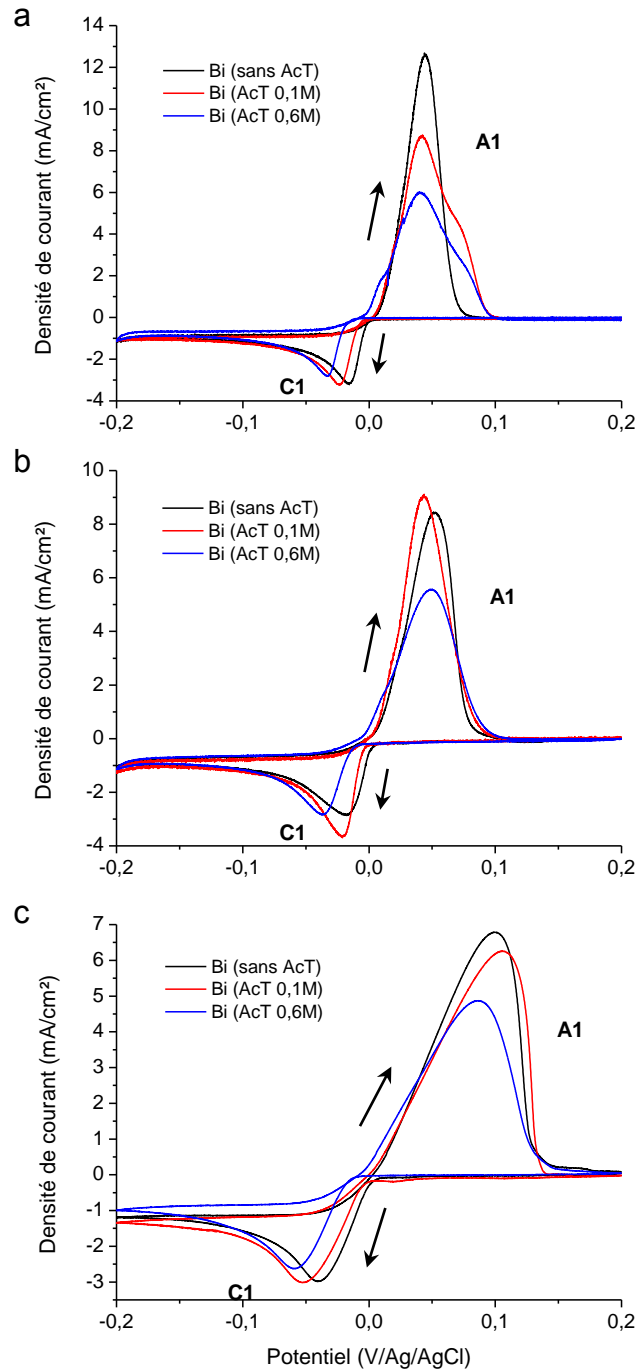 a
Densité de courant (mA/cm²)
14
12
10
8
6
4
2
0
-2
-4
Bi (sans AcT)
Bi (AcT 0,1M)
Bi (AcT 0,6M)
A1
C1
-0,2 -0,1 0,0 0,1 0,2
b
Densité de courant (mA/cm²)
10
8
6
4
2
0
-2
-4
Bi (sans AcT)
Bi (AcT 0,1M)
Bi (AcT 0,6M)
A1
C1
-0,2 -0,1 0,0 0,1 0,2
c
Densité de courant (mA/cm²)
7
6
5
4
3
2
1
0
-1
-2
-3
Bi (sans AcT)
Bi (AcT 0,1M)
Bi (AcT 0,6M)
A1
C1
-0,2 -0,1 0,0 0,1 0,2
Potentiel (V/Ag/AgCl)